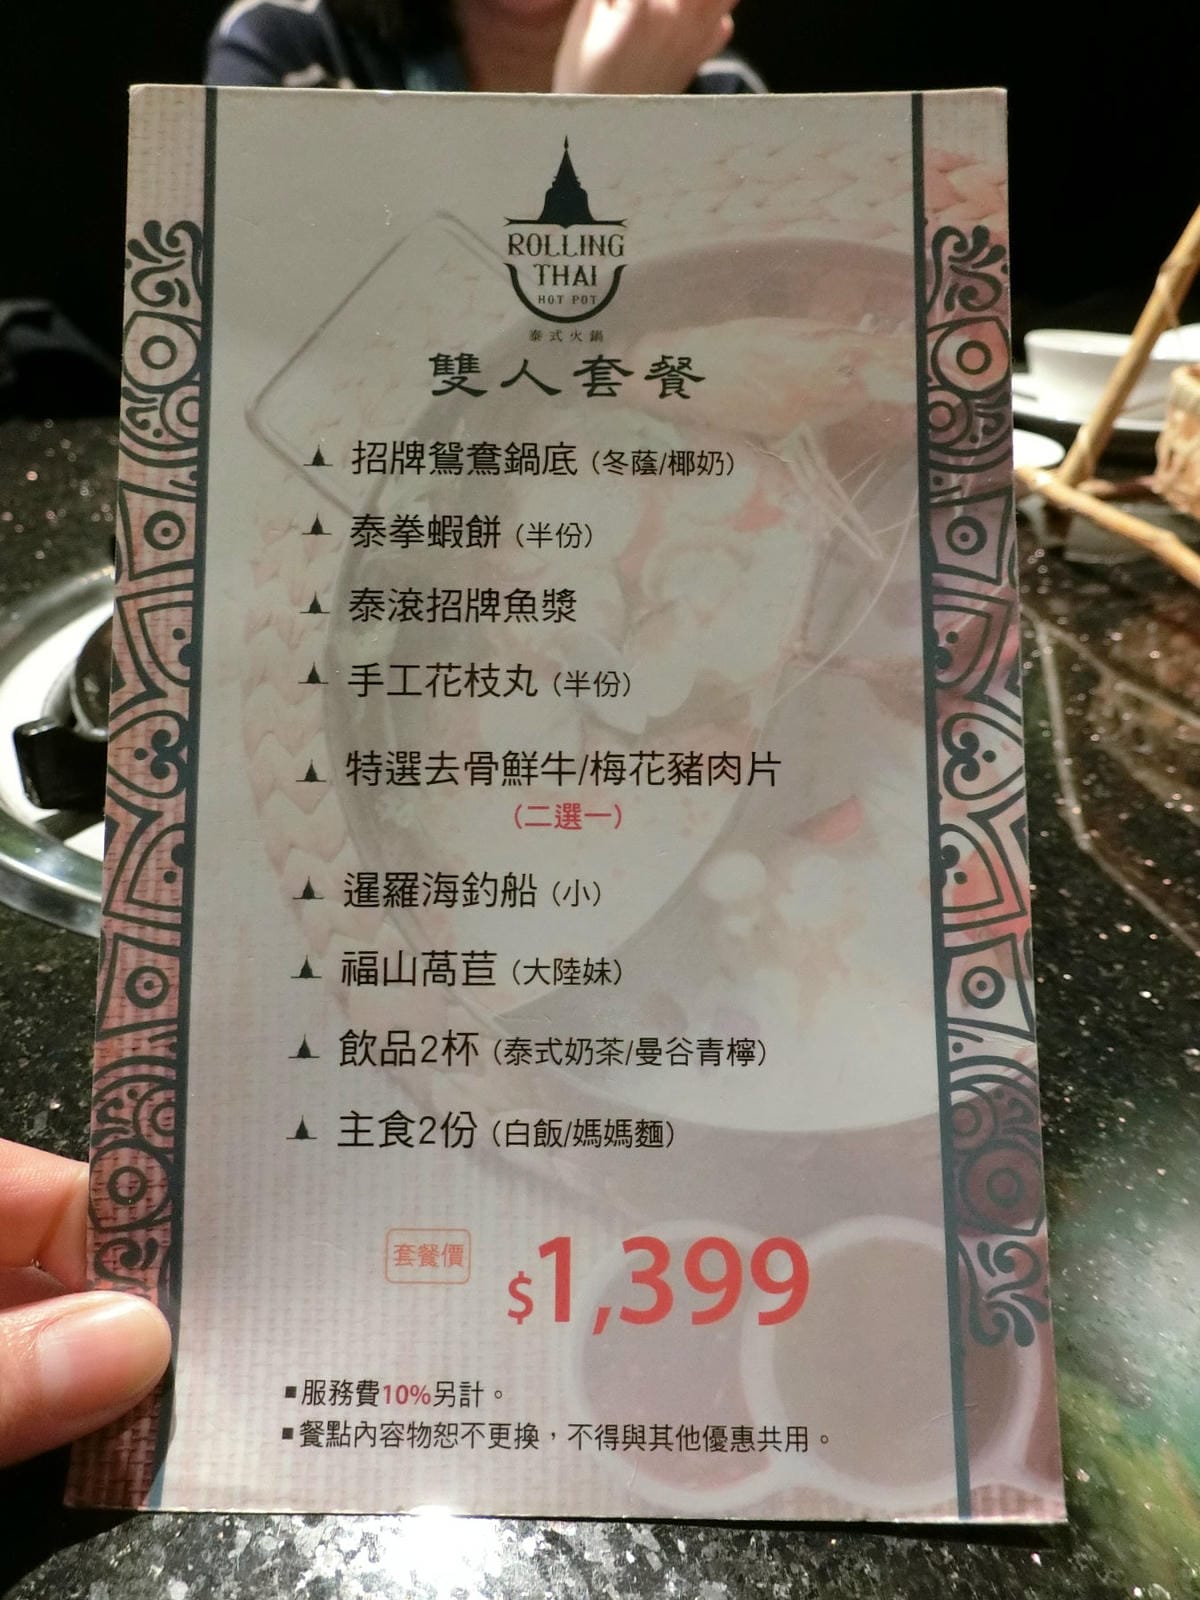 ROLLING
THAI
HOT POT
泰式火鍋
雙人套餐
招牌鴛鴦鍋底（冬蔭/椰奶）
泰拳蝦餅（半份）
泰滾招牌魚漿
手工花枝丸（半份）
特選去骨鮮牛/梅花豬肉片
（二選一）
暹羅海釣船（小）
福山萵苣（大陸妹）
飲品2杯（泰式奶茶/曼谷青檸）
主食2份（白飯/媽媽麵）
套餐價 $1,399
▪服務費10%另計。
▪餐點內容物恕不更換，不得與其他優惠共用。